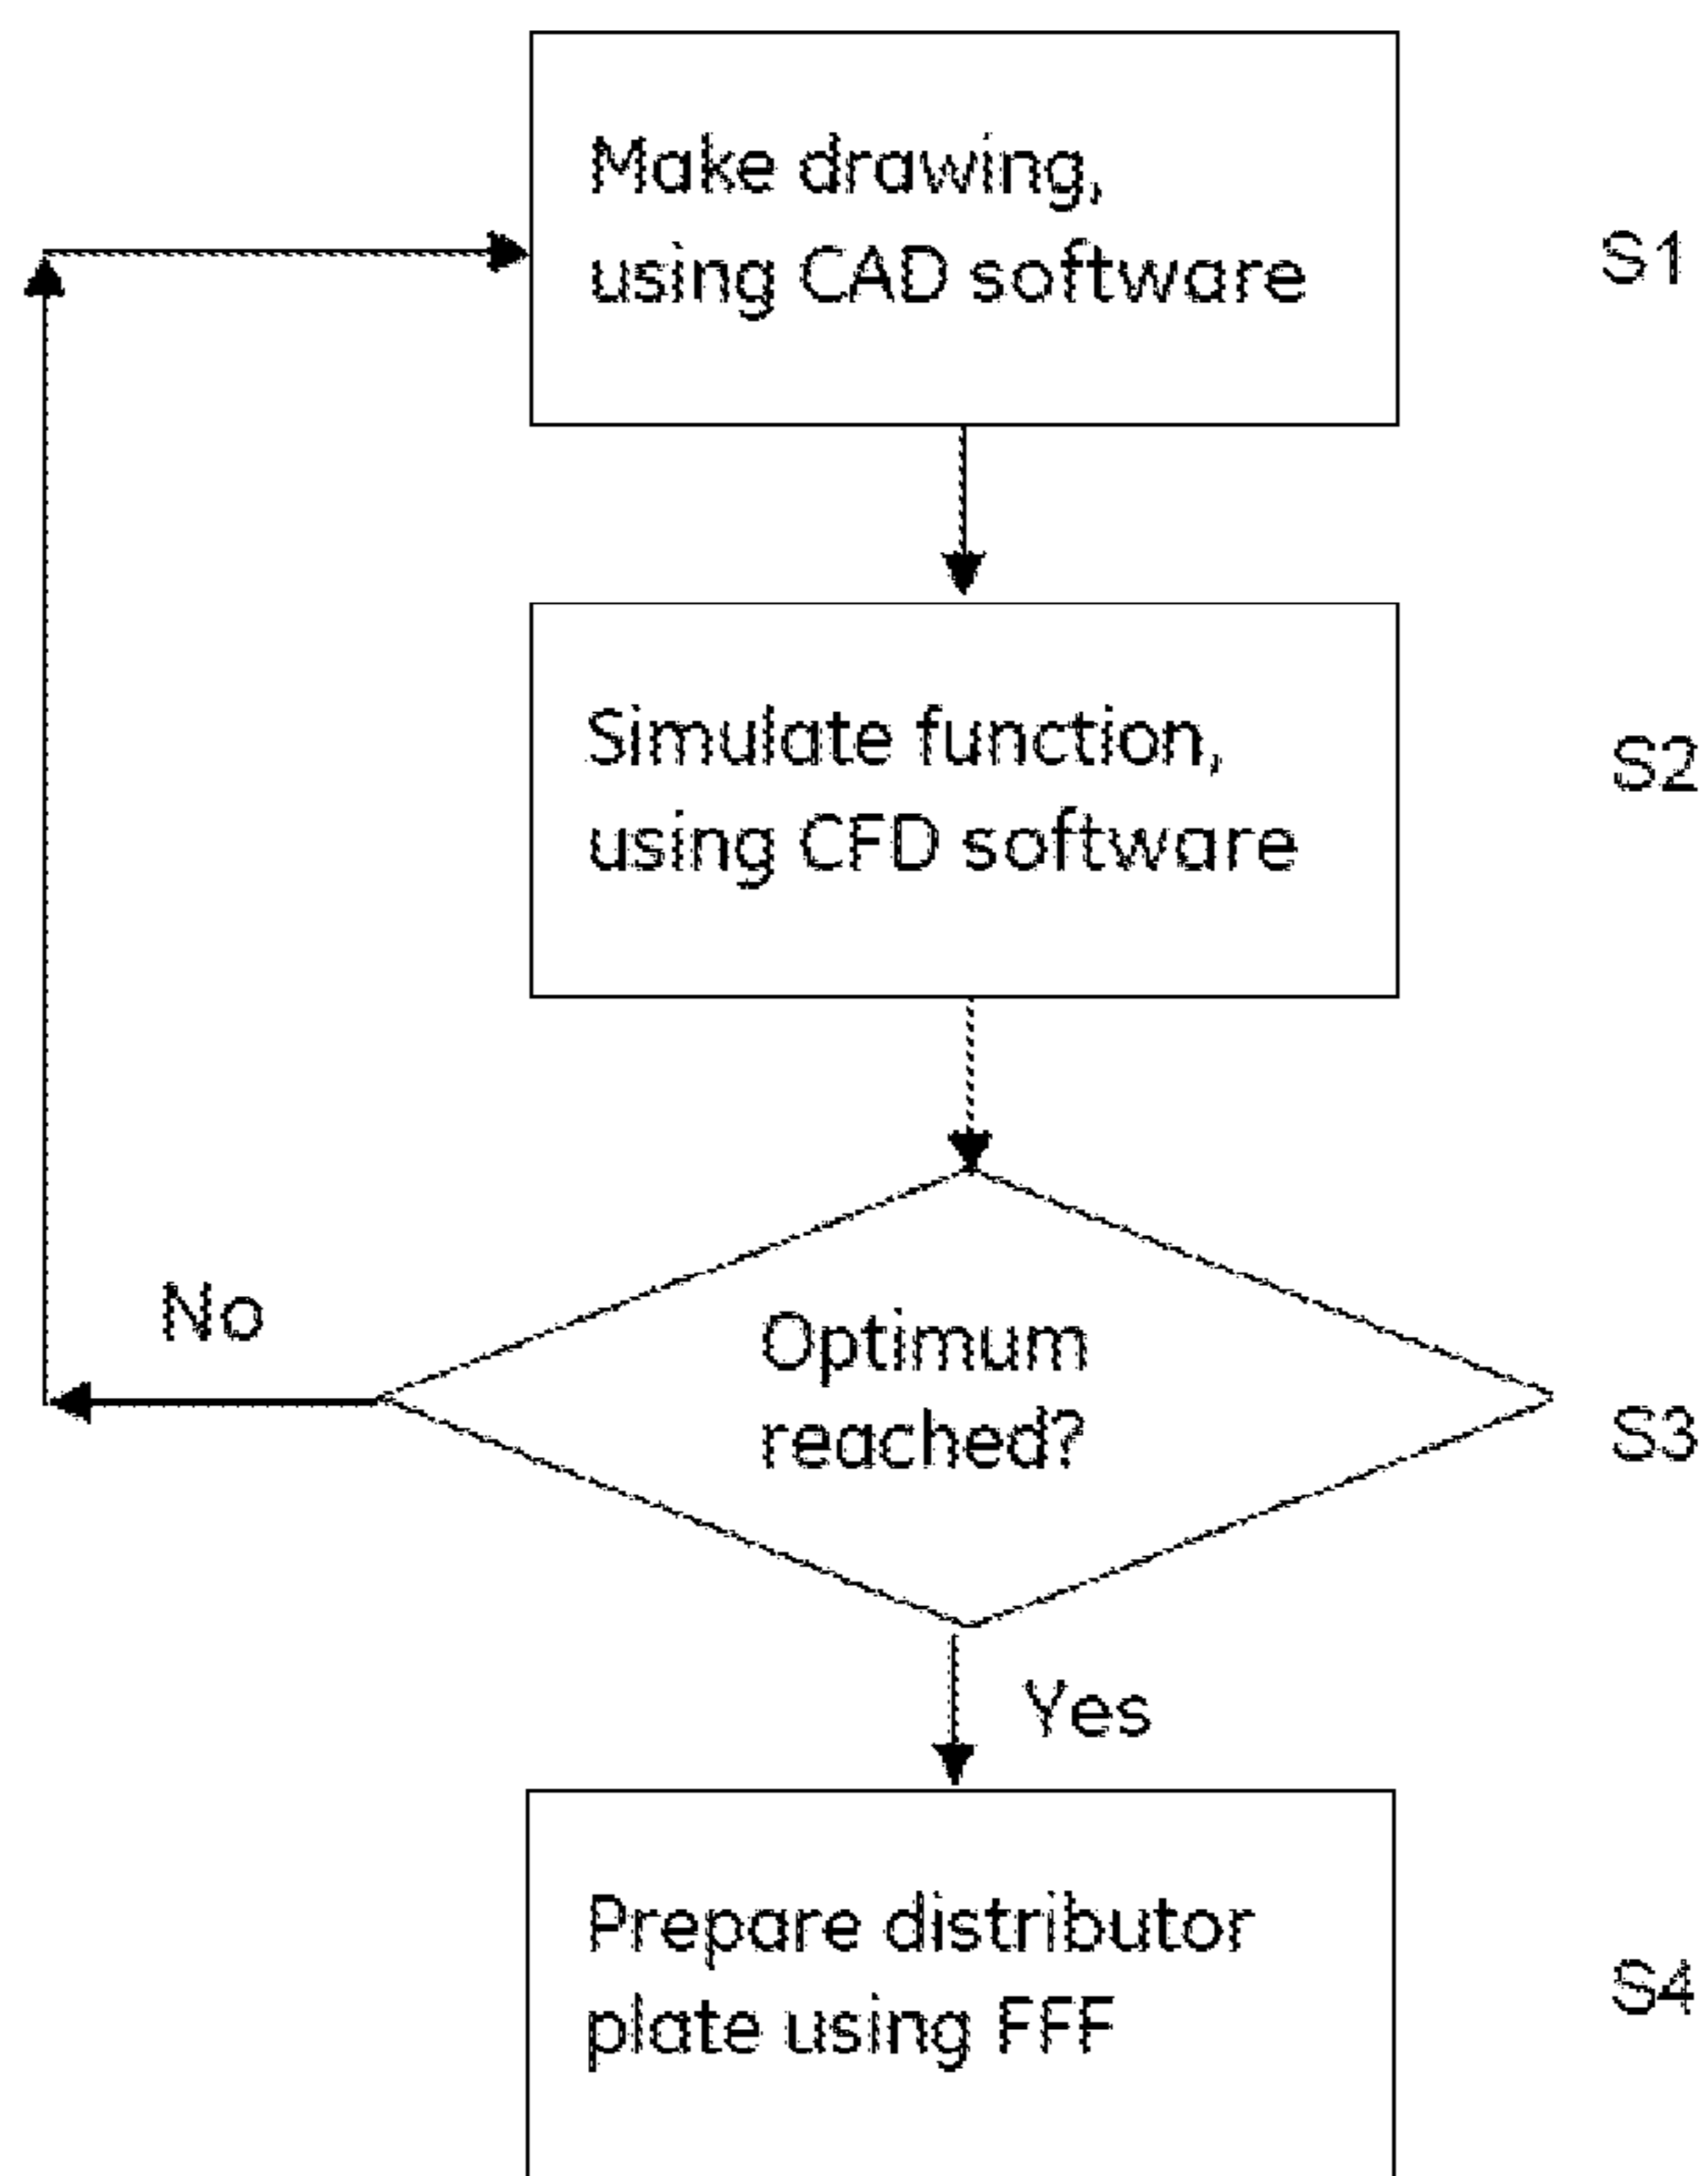 Make drawing,
using CAD software
S1
Simulate function,
using CFD software
S2
No
Optimum
reached?
S3
Yes
Prepare distributor
plate using FFF
S4